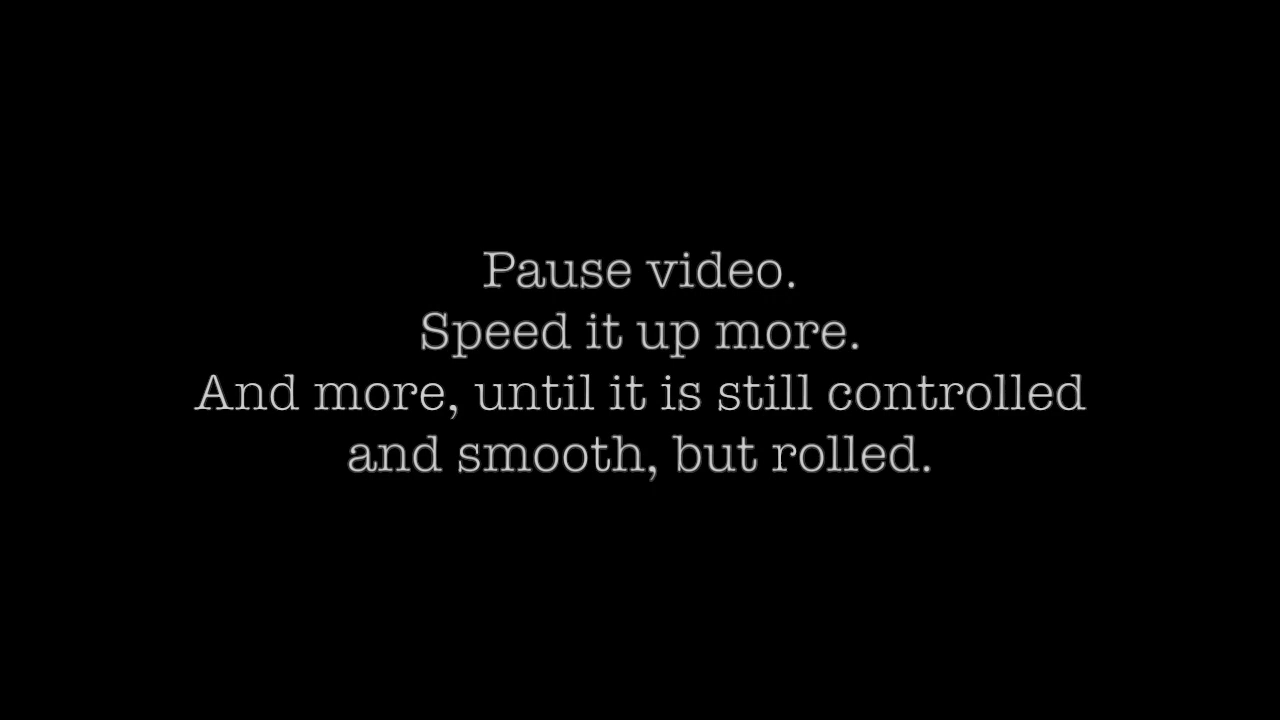 Pause video.
Speed it up more.
And more, until it is still controlled
and smooth, but rolled.